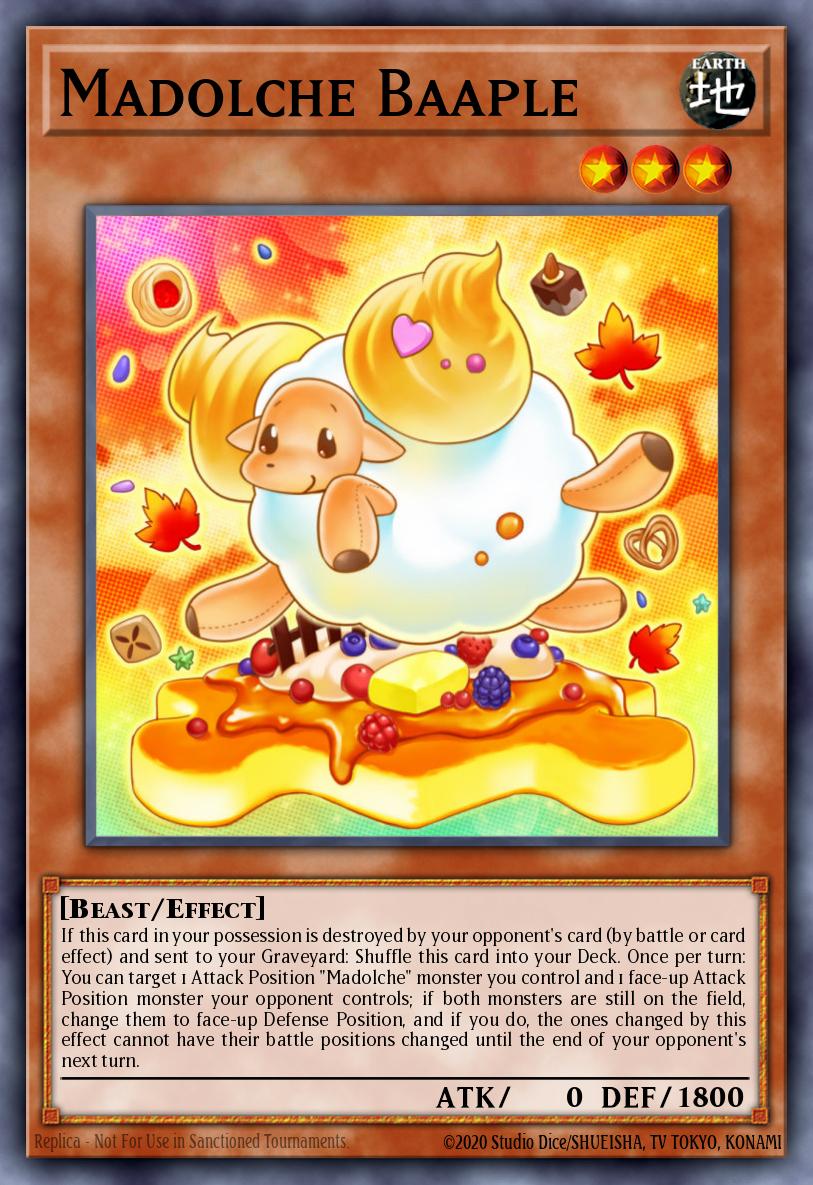 Madolche Baaple
EARTH
地
[Beast/Effect]
If this card in your possession is destroyed by your opponent's card (by battle or card
effect) and sent to your Graveyard: Shuffle this card into your Deck. Once per turn:
You can target 1 Attack Position "Madolche" monster you control and 1 face-up Attack
Position monster your opponent controls; if both monsters are still on the field,
change them to face-up Defense Position, and if you do, the ones changed by this
effect cannot have their battle positions changed until the end of your opponent's
next turn.
ATK/ 0 DEF/1800
Replica - Not For Use in Sanctioned Tournaments.
©2020 Studio Dice/SHUEISHA, TV TOKYO, KONAMI